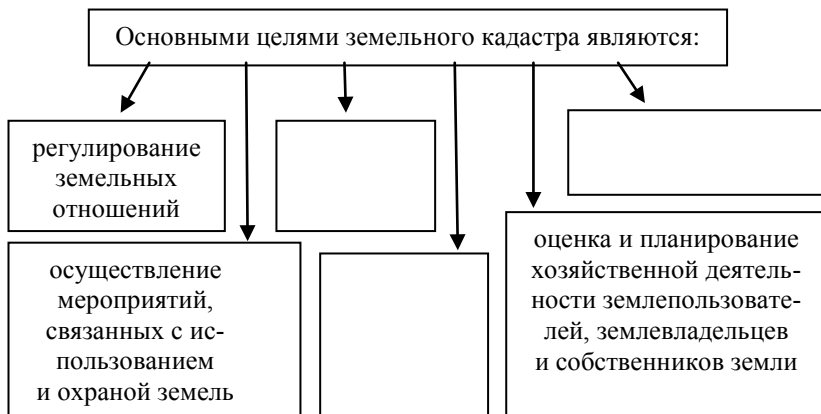 Основными целями земельного кадастра являются:
регулирование
земельных
отношений
осуществление
мероприятий,
связанных с ис-
пользованием
и охраной земель
оценка и планирование
хозяйственной деятель-
ности землепользовате-
лей, землевладельцев
и собственников земли